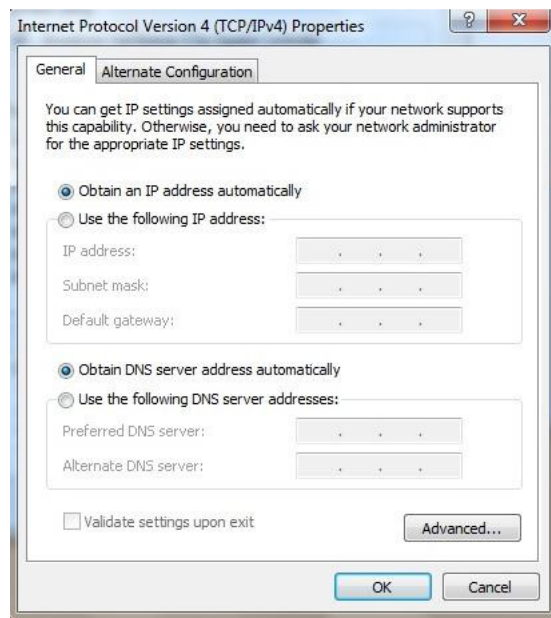 Internet Protocol Version 4 (TCP/IPv4) Properties
General
Alternate Configuration
You can get IP settings assigned automatically if your network supports
this capability. Otherwise, you need to ask your network administrator
for the appropriate IP settings.
Obtain an IP address automatically
Use the following IP address:
IP address:
Subnet mask:
Default gateway:
Obtain DNS server address automatically
Use the following DNS server addresses:
Preferred DNS server:
Alternate DNS server:
Validate settings upon exit
Advanced...
OK
Cancel